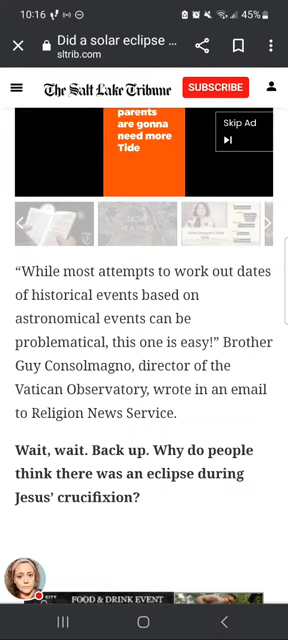 10:16
45%
Did a solar eclipse ...
sltrib.com
The Salt Lake Tribune
SUBSCRIBE
parents
are gonna
need more
Tide
Skip Ad
“While most attempts to work out dates
of historical events based on
astronomical events can be
problematical, this one is easy!” Brother
Guy Consolmagno, director of the
Vatican Observatory, wrote in an email
to Religion News Service.
Wait, wait. Back up. Why do people
think there was an eclipse during
Jesus’ crucifixion?
CITY
FOOD & DRINK EVENT